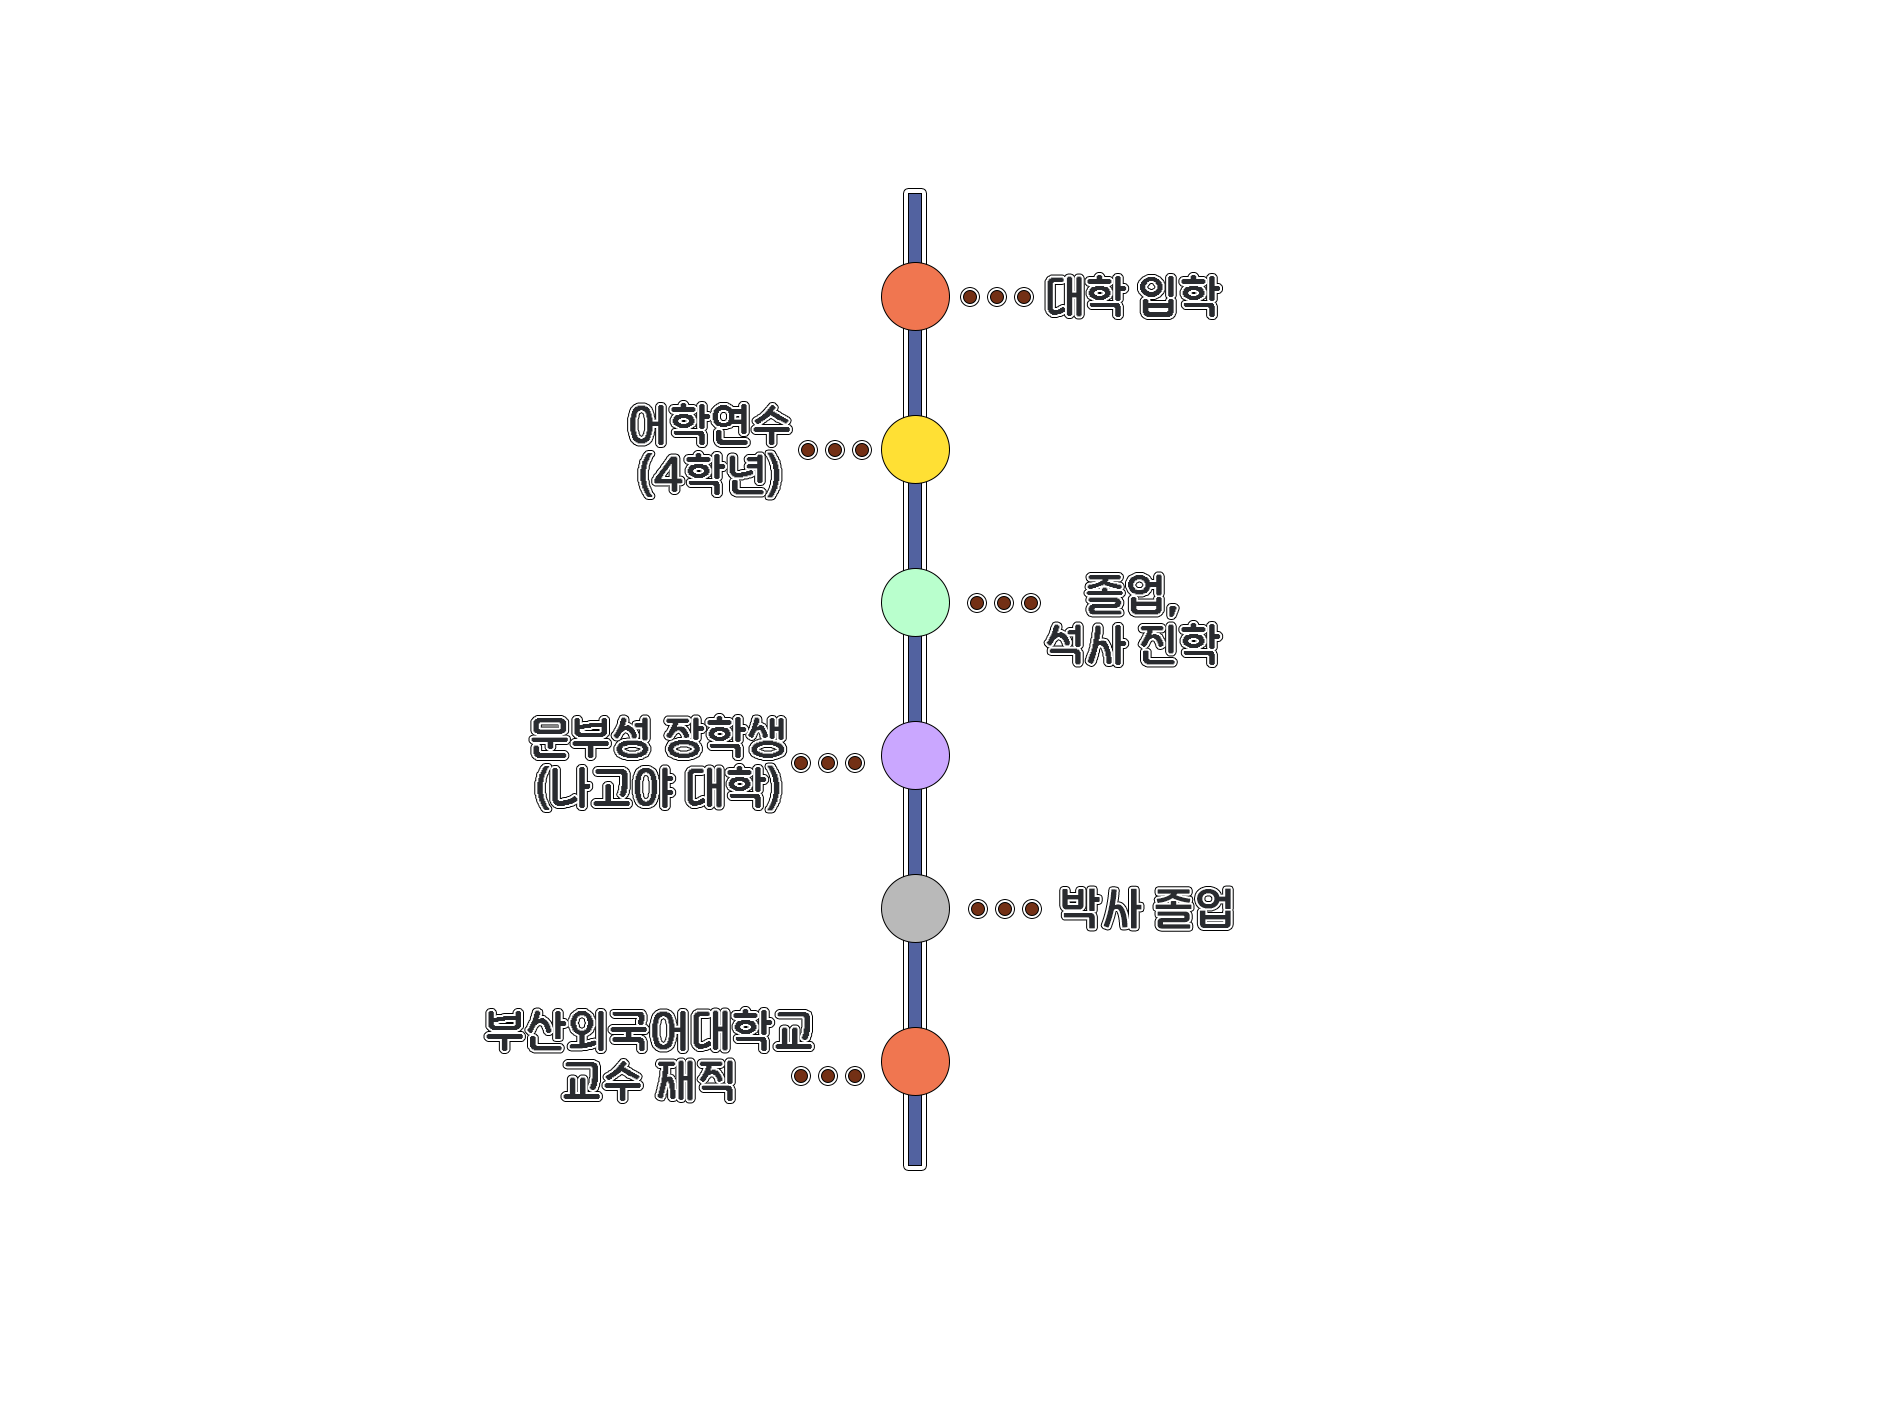 대학 입학
어학연수
(4학년)
졸업,
석사 진학
문부성 장학생
(나고야 대학)
박사 졸업
부산외국어대학교
교수 재직